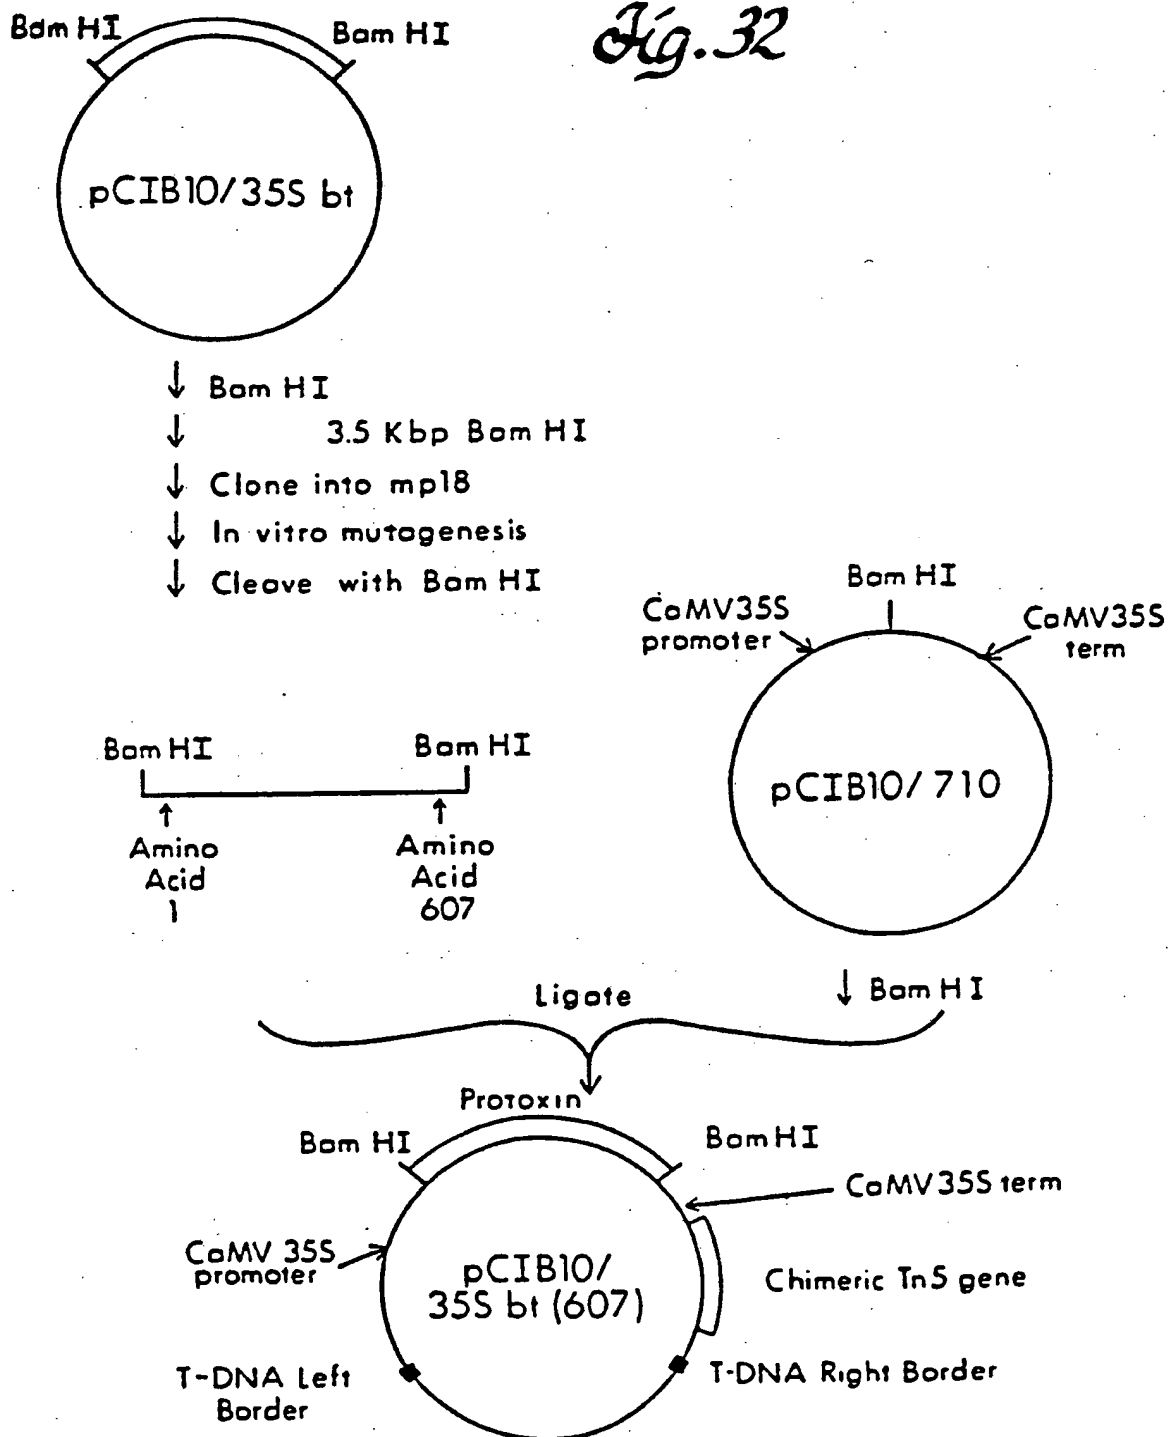 Fig. 32
Bam HI
Bam HI
pCIB10/35S bt
↓ Bam HI
↓ 3.5 Kbp Bam HI
↓ Clone into mp18
↓ In vitro mutagenesis
↓ Cleave with Bam HI
Bam HI
CaMV35S
promoter
CaMV35S
term
pCIB10/710
Bam HI
Bam HI
Amino
Acid
1
Amino
Acid
607
↓ Bam HI
Ligate
Protoxin
Bam HI
Bam HI
CaMV35S term
CaMV 35S
promoter
pCIB10/
35S bt (607)
Chimeric Tn5 gene
T-DNA Left
Border
T-DNA Right Border